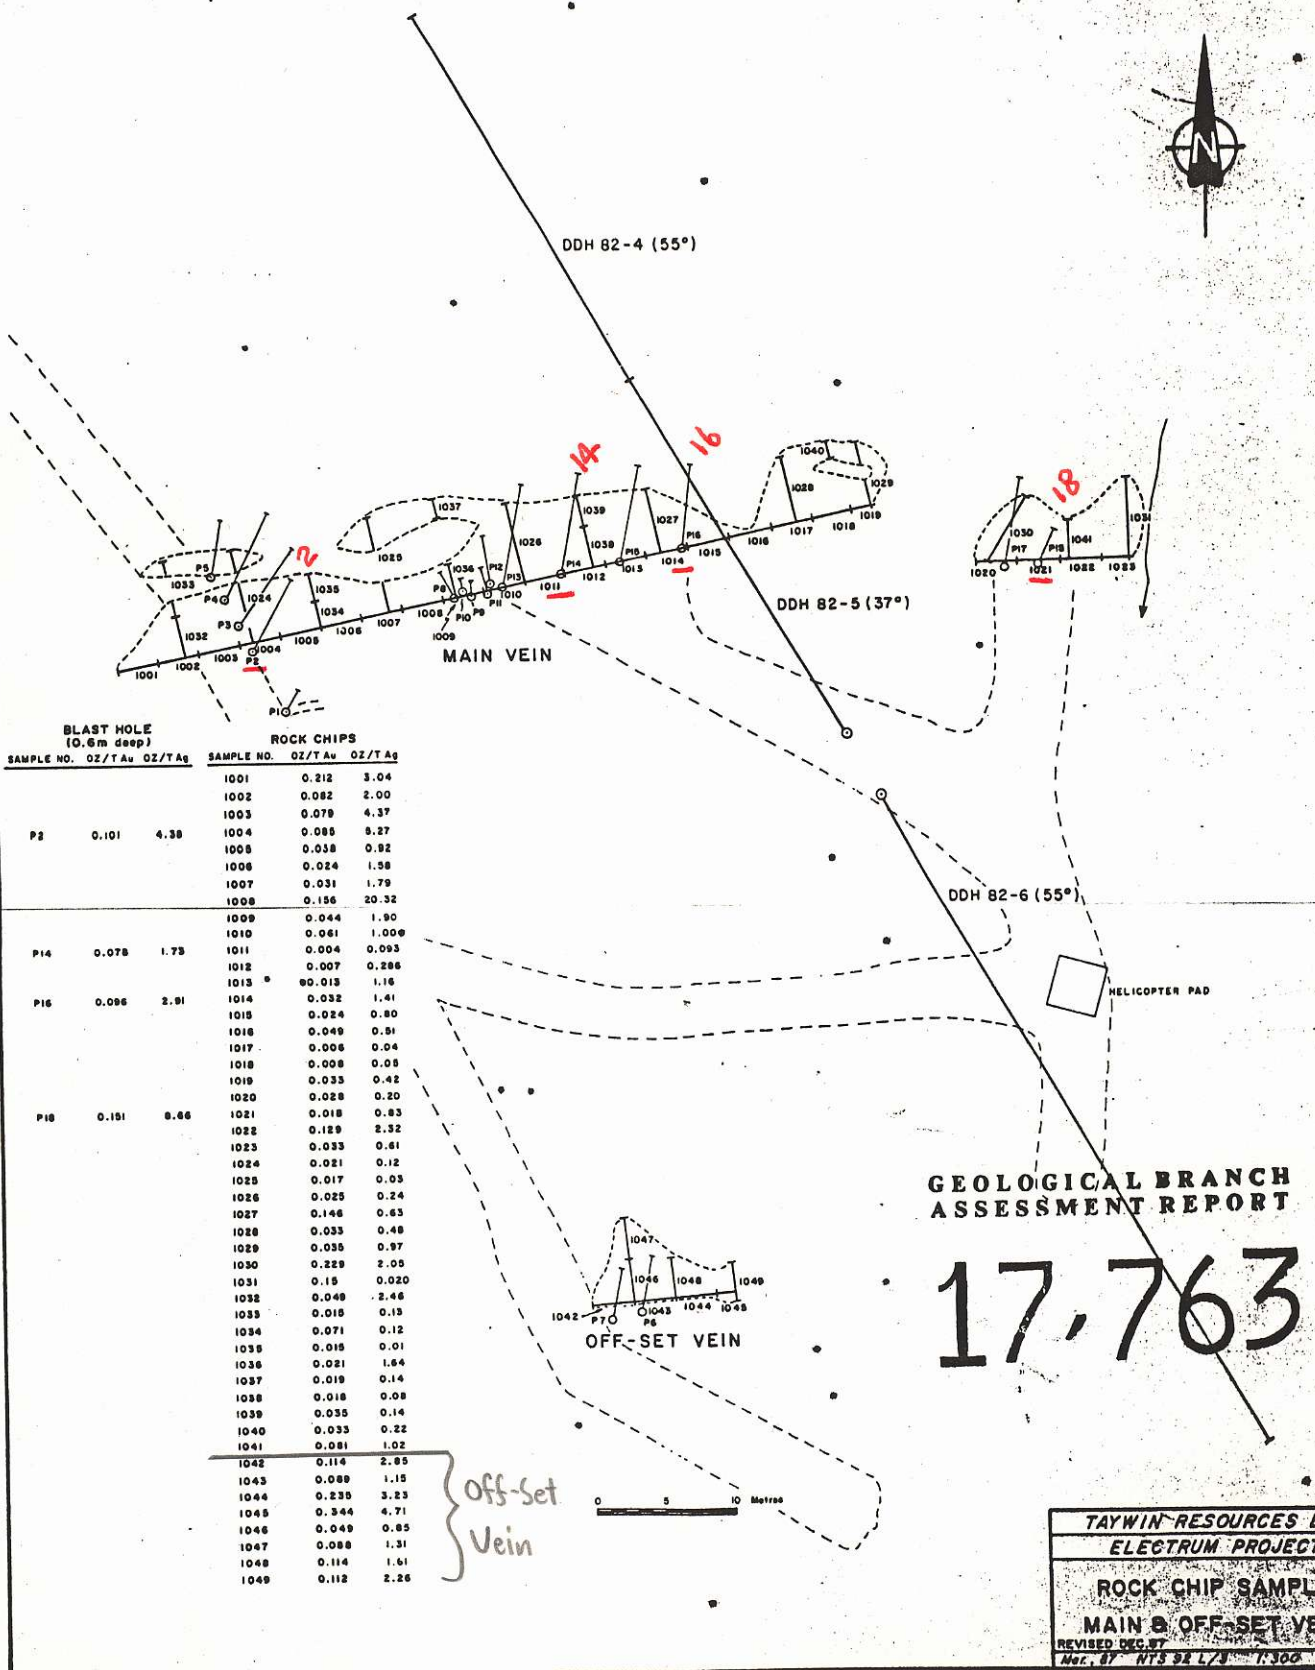 N
DDH 82-4 (55°)
16
14
1040
1028
1029
1037
1039
1027
P16
18
1030
1031
1026
1038
1019
1018
1017
1016
1015
1014
P15
1013
1012
P14
1011
P17
P18
1041
1020
1021
1022
1023
1025
2
P5
1033
1024
P4
1035
1034
1036
P12
P13
1010
P8
P11
P9
P10
1009
1008
1007
1006
1005
1004
P3
1032
1003
P2
1002
1001
DDH 82-5 (37°)
MAIN VEIN
P1
BLAST HOLE
(0.6m deep)
SAMPLE NO. OZ/T Au OZ/T Ag
P2 0.101 4.38
P14 0.078 1.73
P16 0.096 2.91
P18 0.151 8.66
ROCK CHIPS
SAMPLE NO. OZ/T Au OZ/T Ag
1001 0.212 3.04
1002 0.082 2.00
1003 0.079 4.37
1004 0.085 5.27
1005 0.038 0.92
1006 0.024 1.58
1007 0.031 1.79
1008 0.156 20.32
1009 0.044 1.90
1010 0.061 1.000
1011 0.004 0.093
1012 0.007 0.286
1013 0.013 1.16
1014 0.032 1.41
1015 0.024 0.80
1016 0.049 0.51
1017 0.006 0.04
1018 0.008 0.05
1019 0.033 0.42
1020 0.028 0.20
1021 0.018 0.83
1022 0.129 2.32
1023 0.033 0.61
1024 0.021 0.12
1025 0.017 0.03
1026 0.025 0.24
1027 0.146 0.63
1028 0.033 0.48
1029 0.035 0.97
1030 0.229 2.05
1031 0.15 0.020
1032 0.049 2.46
1033 0.015 0.13
1034 0.071 0.12
1035 0.015 0.01
1036 0.021 1.64
1037 0.019 0.14
1038 0.018 0.08
1039 0.035 0.14
1040 0.033 0.22
1041 0.081 1.02
1042 0.114 2.85
1043 0.089 1.15
1044 0.235 3.23
1045 0.344 4.71
1046 0.049 0.85
1047 0.088 1.31
1048 0.114 1.61
1049 0.112 2.26
Off-Set
Vein
DDH 82-6 (55°)
HELICOPTER PAD
GEOLOGICAL BRANCH
ASSESSMENT REPORT
17,763
1047
1046
1048
1049
1042
P7
1043
P6
1044
1045
OFF-SET VEIN
0 5 10 Metres
TAYWIN RESOURCES
ELECTRUM PROJECT
ROCK CHIP SAMPL
MAIN & OFF-SET VE
REVISED DEC. 87
87 NTS 92 L/3 1:300